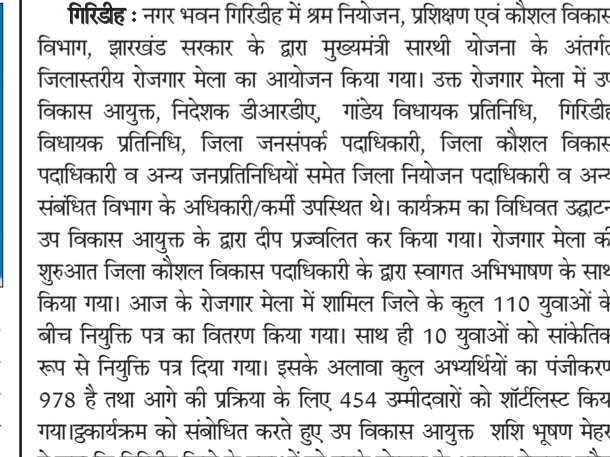 गिरिडीह : नगर भवन गिरिडीह में श्रम नियोजन, प्रशिक्षण एवं कौशल विकास
विभाग, झारखंड सरकार के द्वारा मुख्यमंत्री सारथी योजना के अंतर्गत
जिलास्तरीय रोजगार मेला का आयोजन किया गया। उक्त रोजगार मेला में उप
विकास आयुक्त, निदेशक डीआरडीए, गांडेय विधायक प्रतिनिधि, गिरिडीह
विधायक प्रतिनिधि, जिला जनसंपर्क पदाधिकारी, जिला कौशल विकास
पदाधिकारी व अन्य जनप्रतिनिधियों समेत जिला नियोजन पदाधिकारी व अन्य
संबंधित विभाग के अधिकारी/कर्मी उपस्थित थे। कार्यक्रम का विधिवत उद्घाटन
उप विकास आयुक्त के द्वारा दीप प्रज्वलित कर किया गया। रोजगार मेला की
शुरुआत जिला कौशल विकास पदाधिकारी के द्वारा स्वागत अभिभाषण के साथ
किया गया। आज के रोजगार मेला में शामिल जिले के कुल 110 युवाओं के
बीच नियुक्ति पत्र का वितरण किया गया। साथ ही 10 युवाओं को सांकेतिक
रूप से नियुक्ति पत्र दिया गया। इसके अलावा कुल अभ्यर्थियों का पंजीकरण
978 है तथा आगे की प्रक्रिया के लिए 454 उम्मीदवारों को शॉर्टलिस्ट किया
गया।ट्ठकार्यक्रम को संबोधित करते हुए उप विकास आयुक्त शशि भूषण मेहरा